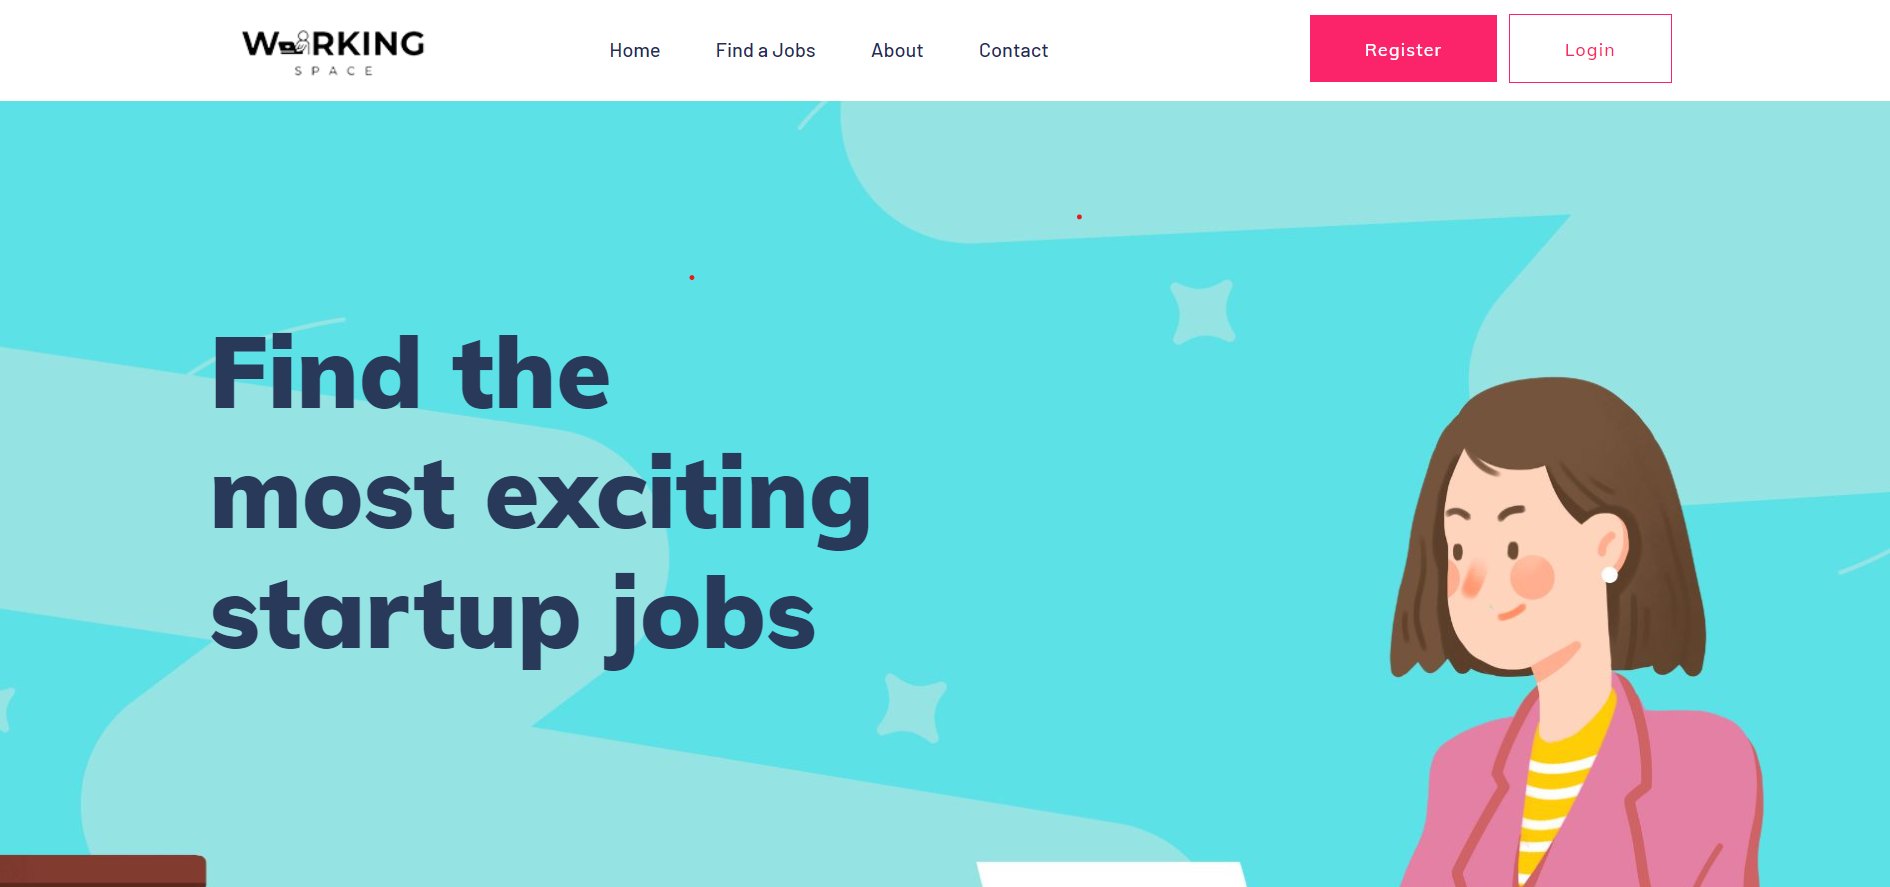 WORKING
SPACE
Home
Find a Jobs
About
Contact
Register
Login
Find the
most exciting
startup jobs